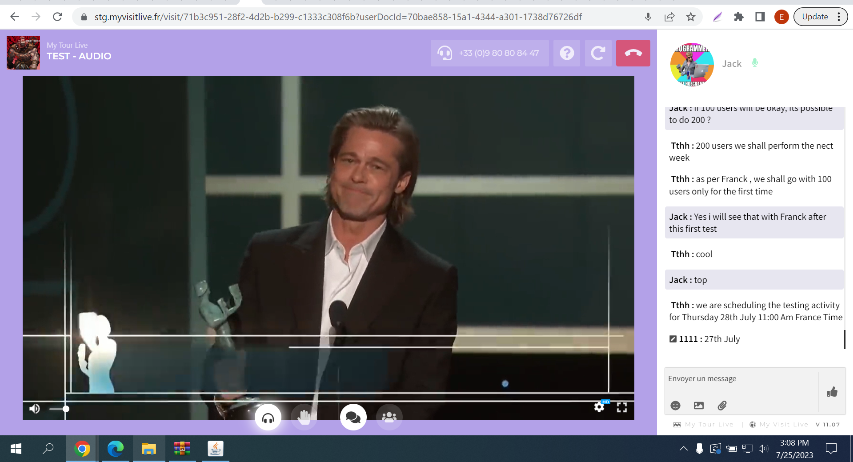 stg.myvisitlive.fr/visit/71b3c951-28f2-4d2b-b299-c1333c308f6b?userDocId=70bae858-15a1-4344-a301-1738d76726df
E
Update
My Tour Live
TEST - AUDIO
+33 (0)9 80 80 84 47
Jack
Jack : if 100 users will be okay, its possible
to do 200 ?
Tthh : 200 users we shall perform the nect
week
Tthh : as per Franck , we shall go with 100
users only for the first time
Jack : Yes i will see that with Franck after
this first test
Tthh : cool
Jack : top
Tthh : we are scheduling the testing activity
for Thursday 28th July 11:00 Am France Time
1111 : 27th July
Envoyer un message
My Tour Live | My Visit Live V 11.07
3:08 PM
7/25/2023